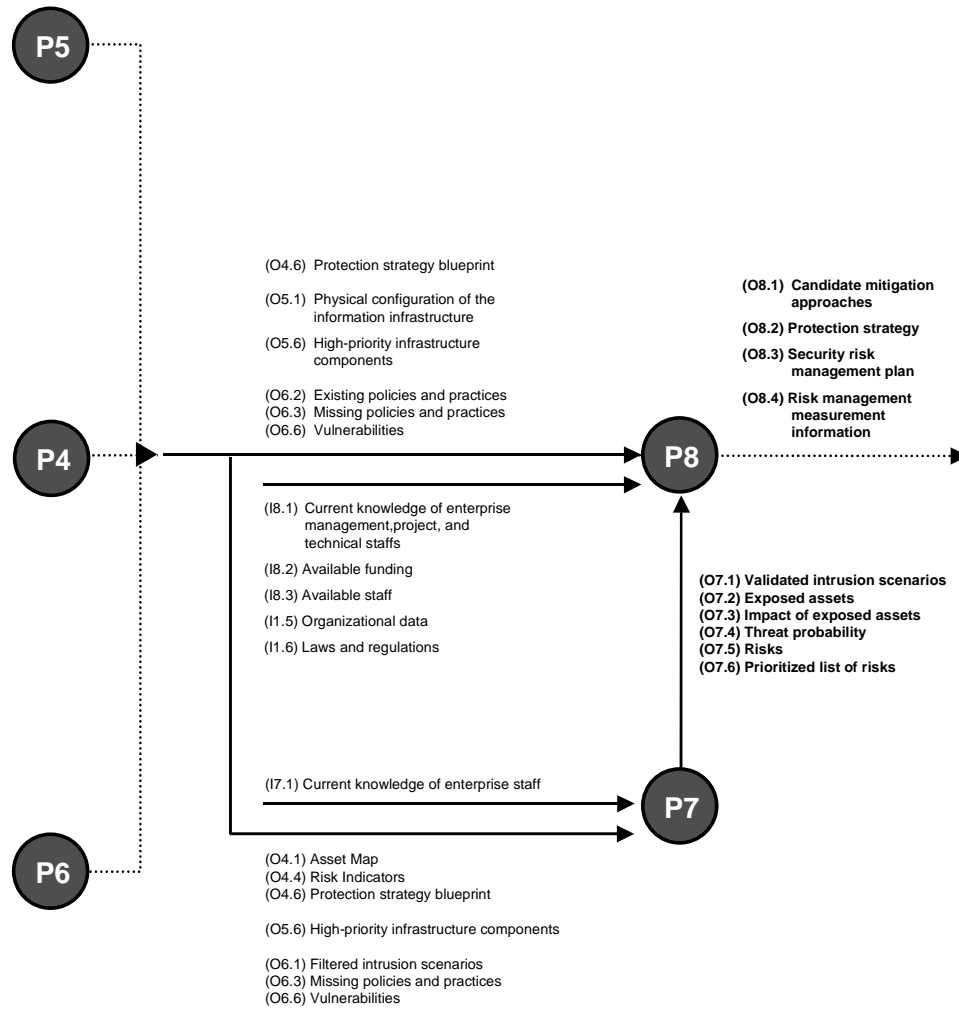 P5
(O4.6) Protection strategy blueprint
(O5.1) Physical configuration of the
information infrastructure
(O5.6) High-priority infrastructure
components
(O6.2) Existing policies and practices
(O6.3) Missing policies and practices
(O6.6) Vulnerabilities
(O8.1) Candidate mitigation
approaches
(O8.2) Protection strategy
(O8.3) Security risk
management plan
(O8.4) Risk management
measurement
information
P4
P8
(I8.1) Current knowledge of enterprise
management,project, and
technical staffs
(I8.2) Available funding
(I8.3) Available staff
(I1.5) Organizational data
(I1.6) Laws and regulations
(O7.1) Validated intrusion scenarios
(O7.2) Exposed assets
(O7.3) Impact of exposed assets
(O7.4) Threat probability
(O7.5) Risks
(O7.6) Prioritized list of risks
(I7.1) Current knowledge of enterprise staff
P7
P6
(O4.1) Asset Map
(O4.4) Risk Indicators
(O4.6) Protection strategy blueprint
(O5.6) High-priority infrastructure components
(O6.1) Filtered intrusion scenarios
(O6.3) Missing policies and practices
(O6.6) Vulnerabilities